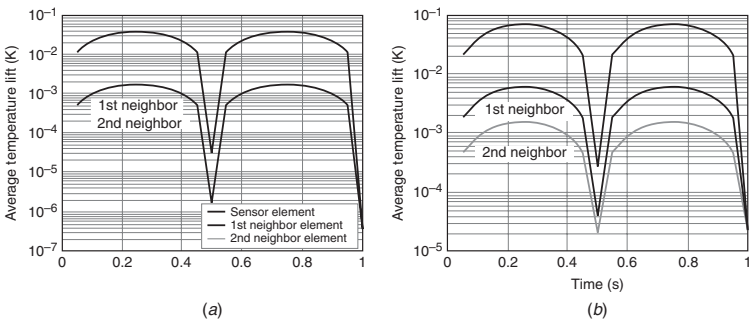 Average temperature lift (K)
10⁻¹
10⁻²
10⁻³
10⁻⁴
10⁻⁵
10⁻⁶
10⁻⁷
1st neighbor
2nd neighbor
Sensor element
1st neighbor element
2nd neighbor element
0 0.2 0.4 0.6 0.8 1
(a)
Average temperature lift (K)
10⁻¹
10⁻²
10⁻³
10⁻⁴
10⁻⁵
1st neighbor
2nd neighbor
0 0.2 0.4 0.6 0.8 1
Time (s)
(b)